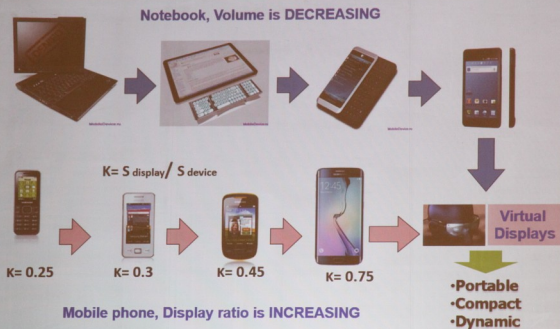 Notebook, Volume is DECREASING
K= S display/ S device
Virtual
Displays
K= 0.25
K= 0.3
K= 0.45
K= 0.75
•Portable
•Compact
•Dynamic
Mobile phone, Display ratio is INCREASING